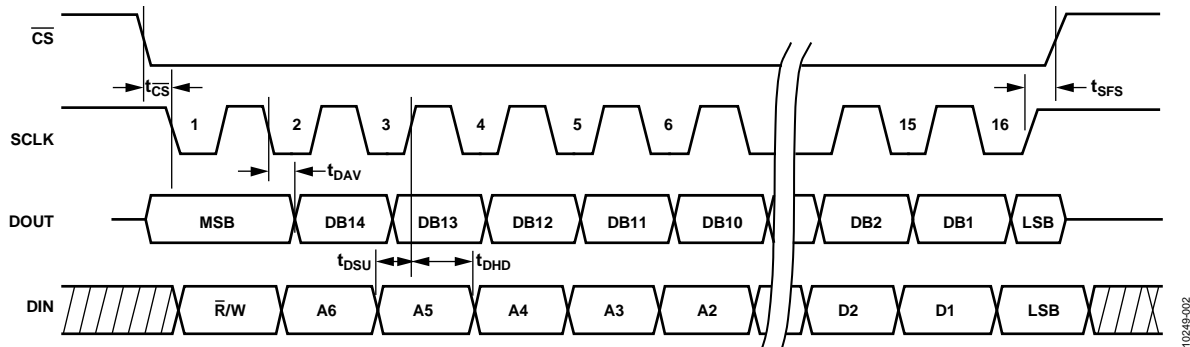 CS
tCS
tSFS
SCLK 1 2 3 4 5 6 15 16
tDAV
DOUT MSB DB14 DB13 DB12 DB11 DB10 DB2 DB1 LSB
tDSU tDHD
DIN R̅/W A6 A5 A4 A3 A2 D2 D1 LSB
10249-002